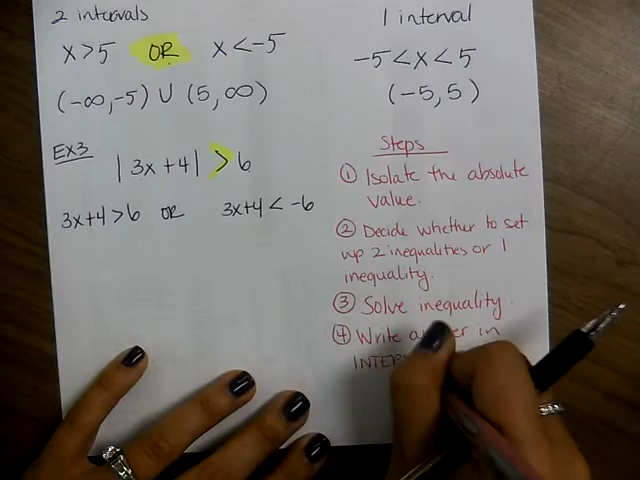 2 intervals
x > 5 OR x < -5
(-∞, -5) U (5, ∞)
EX3
| 3x + 4 | > 6
3x+4 > 6 OR 3x+4 < -6
1 interval
-5 < x < 5
(-5, 5)
Steps
① Isolate the absolute
value.
② Decide whether to set
up 2 inequalities or 1
inequality.
③ Solve inequality.
④ Write in